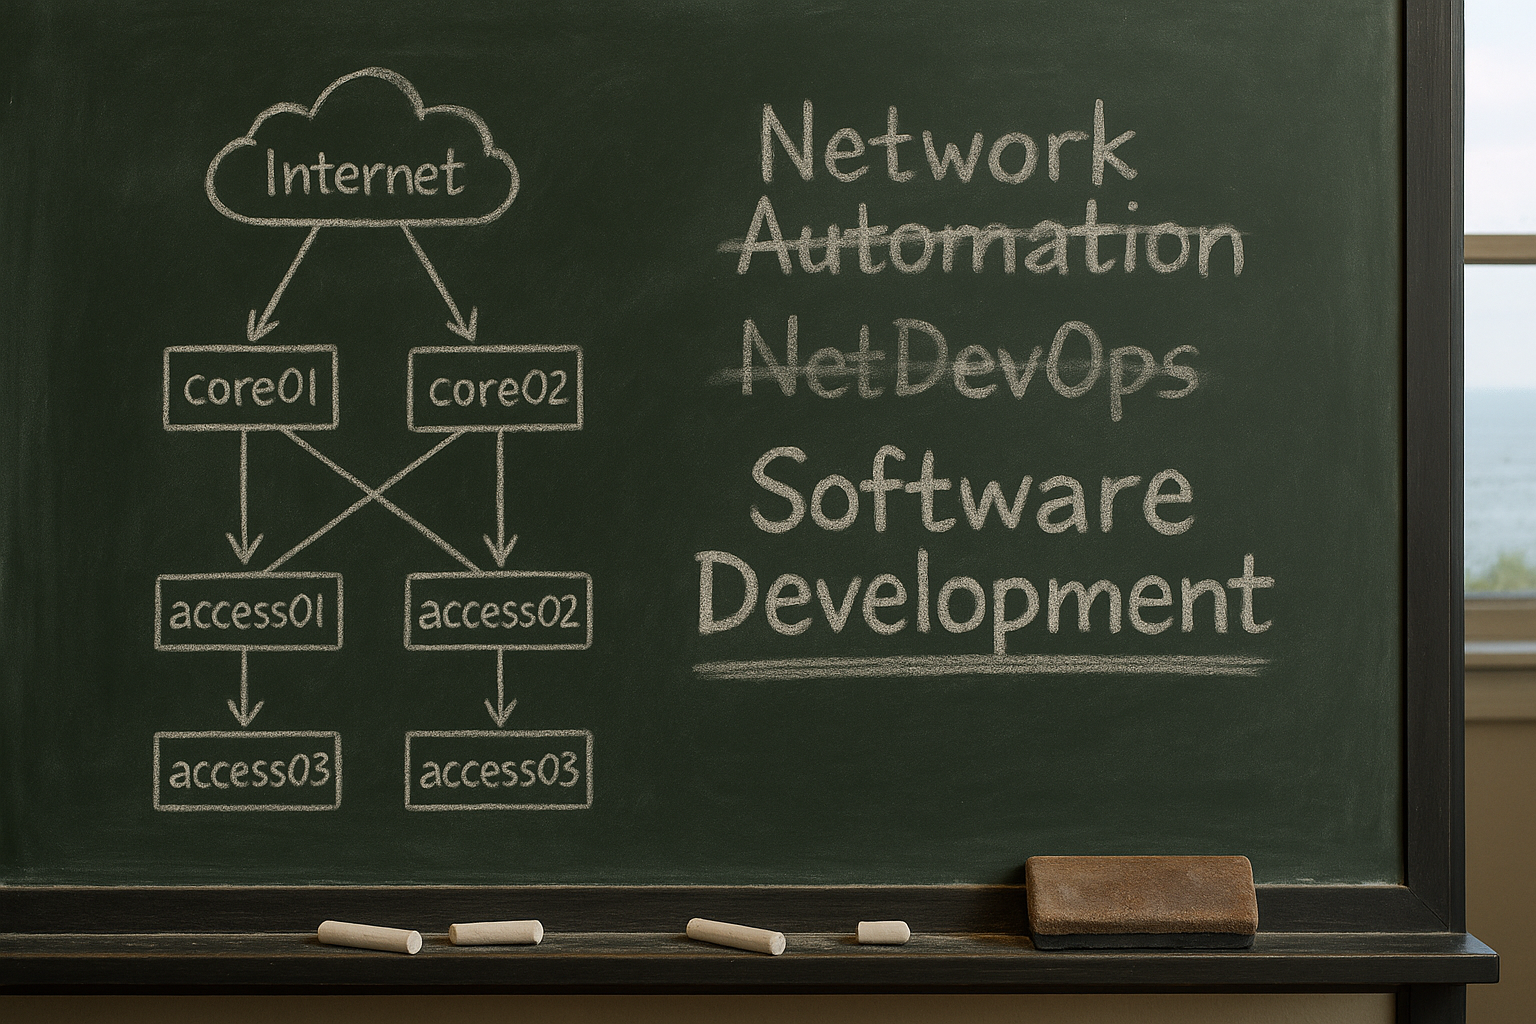 Internet
core01
core02
access01
access02
access03
access03
Network
Automation
NetDevOps
Software
Development